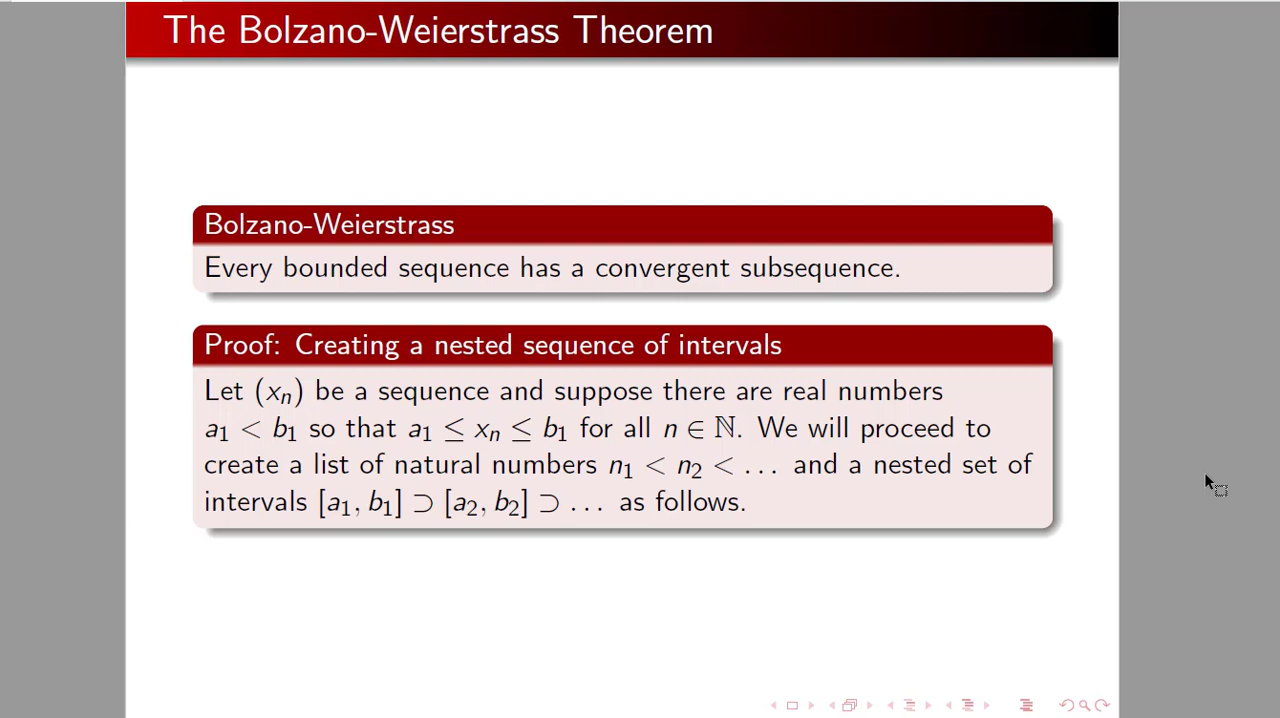 The Bolzano-Weierstrass Theorem
Bolzano-Weierstrass
Every bounded sequence has a convergent subsequence.
Proof: Creating a nested sequence of intervals
Let (xₙ) be a sequence and suppose there are real numbers
a₁ < b₁ so that a₁ ≤ xₙ ≤ b₁ for all n ∈ ℕ. We will proceed to
create a list of natural numbers n₁ < n₂ < ... and a nested set of
intervals [a₁, b₁] ⊃ [a₂, b₂] ⊃ ... as follows.